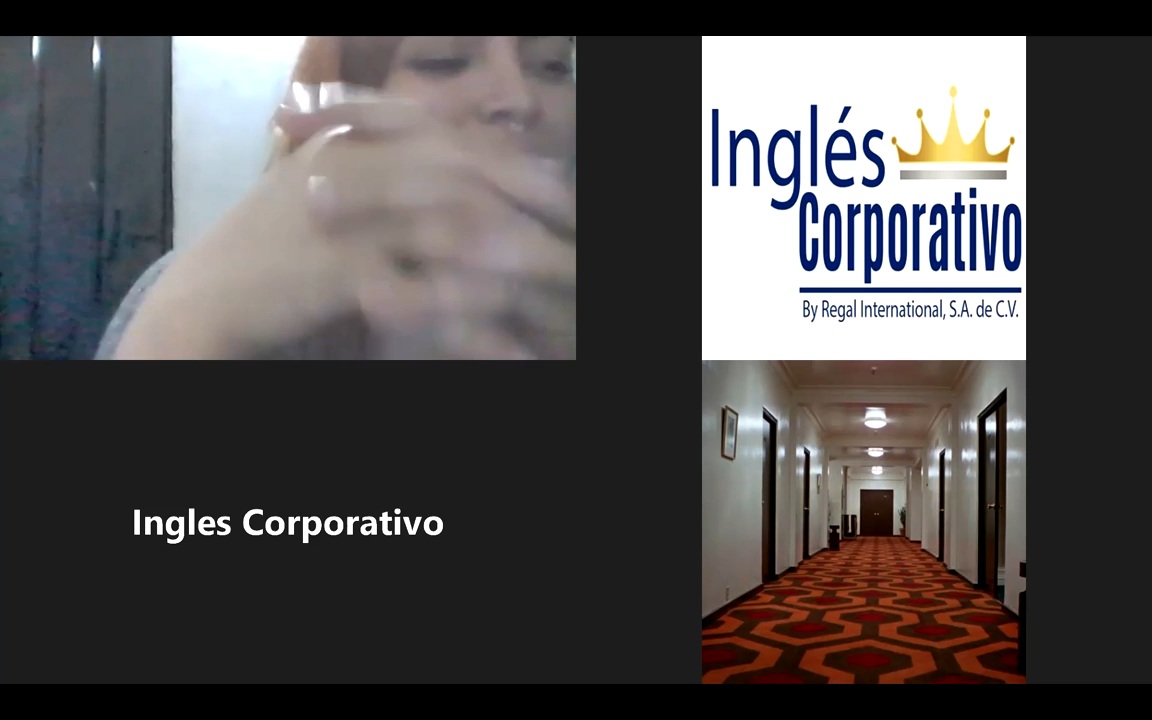 Inglés
Corporativo
By Regal International, S.A. de C.V.
Ingles Corporativo